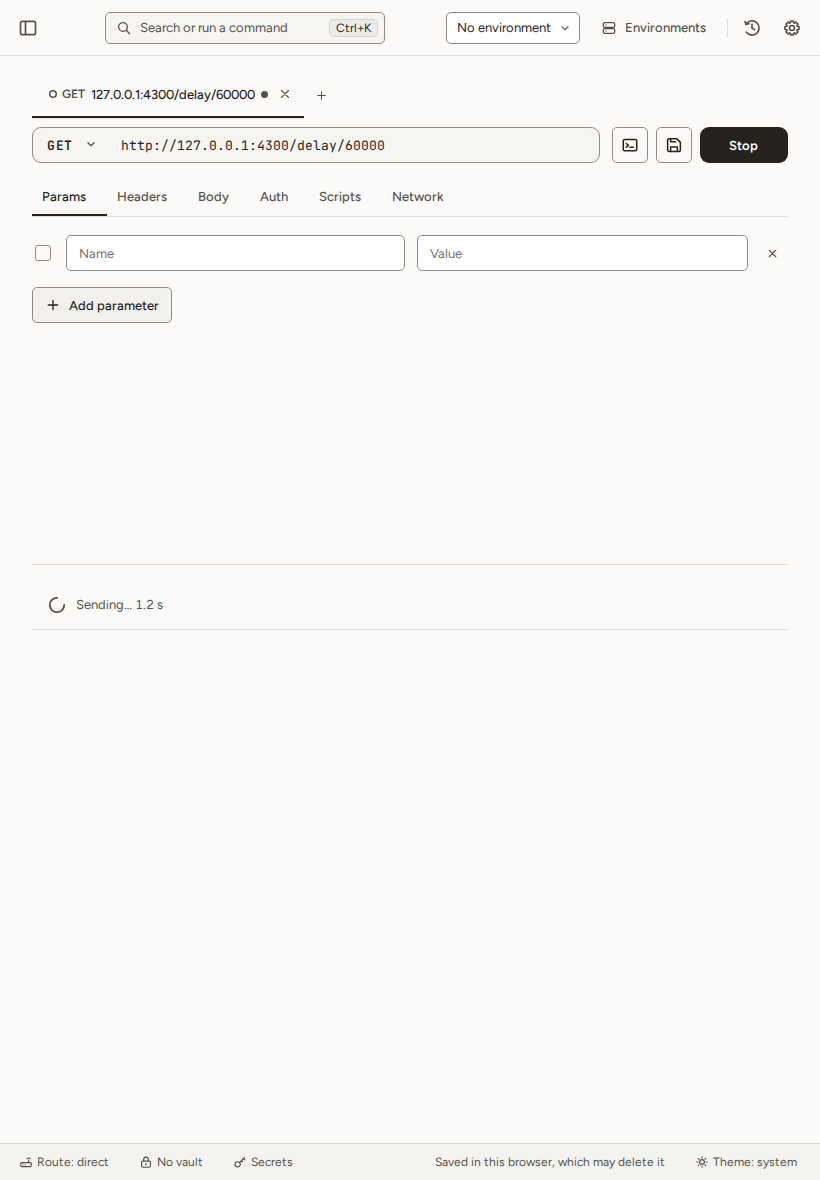 Search or run a command Ctrl+K No environment Environments
GET 127.0.0.1:4300/delay/60000
GET http://127.0.0.1:4300/delay/60000 Stop
Params Headers Body Auth Scripts Network
Name Value
Add parameter
Sending... 1.2 s
Route: direct No vault Secrets Saved in this browser, which may delete it Theme: system